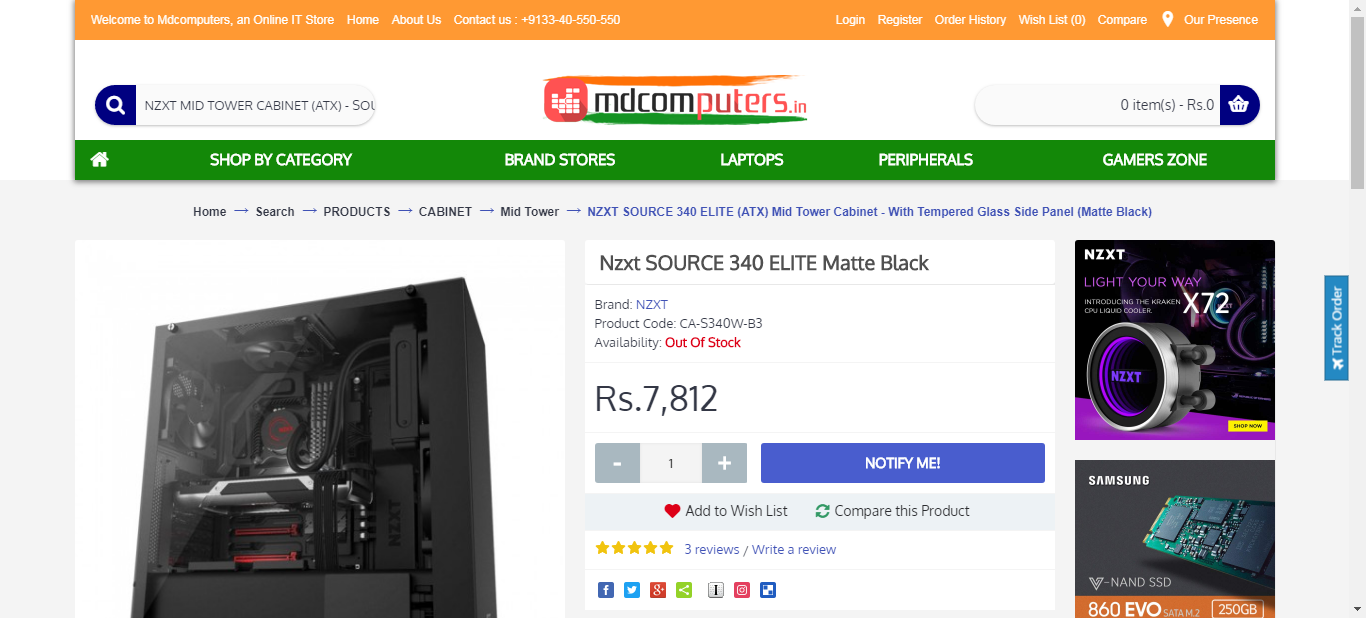 Welcome to Mdcomputers, an Online IT Store Home About Us Contact us : +9133-40-550-550
Login Register Order History Wish List (0) Compare Our Presence
NZXT MID TOWER CABINET (ATX) - SOU
mdcomputers.in
0 item(s) - Rs.0
SHOP BY CATEGORY BRAND STORES LAPTOPS PERIPHERALS GAMERS ZONE
Home → Search → PRODUCTS → CABINET → Mid Tower → NZXT SOURCE 340 ELITE (ATX) Mid Tower Cabinet - With Tempered Glass Side Panel (Matte Black)
NZXT
Nzxt SOURCE 340 ELITE Matte Black
Brand: NZXT
Product Code: CA-S340W-B3
Availability: Out Of Stock
Rs.7,812
- 1 +
NOTIFY ME!
Add to Wish List Compare this Product
3 reviews / Write a review
NZXT
LIGHT YOUR WAY
INTRODUCING THE KRAKEN
CPU LIQUID COOLER.
X72
NZXT
SHOP NOW
Track Order
SAMSUNG
V-NAND SSD
860 EVO SATA M.2 250GB